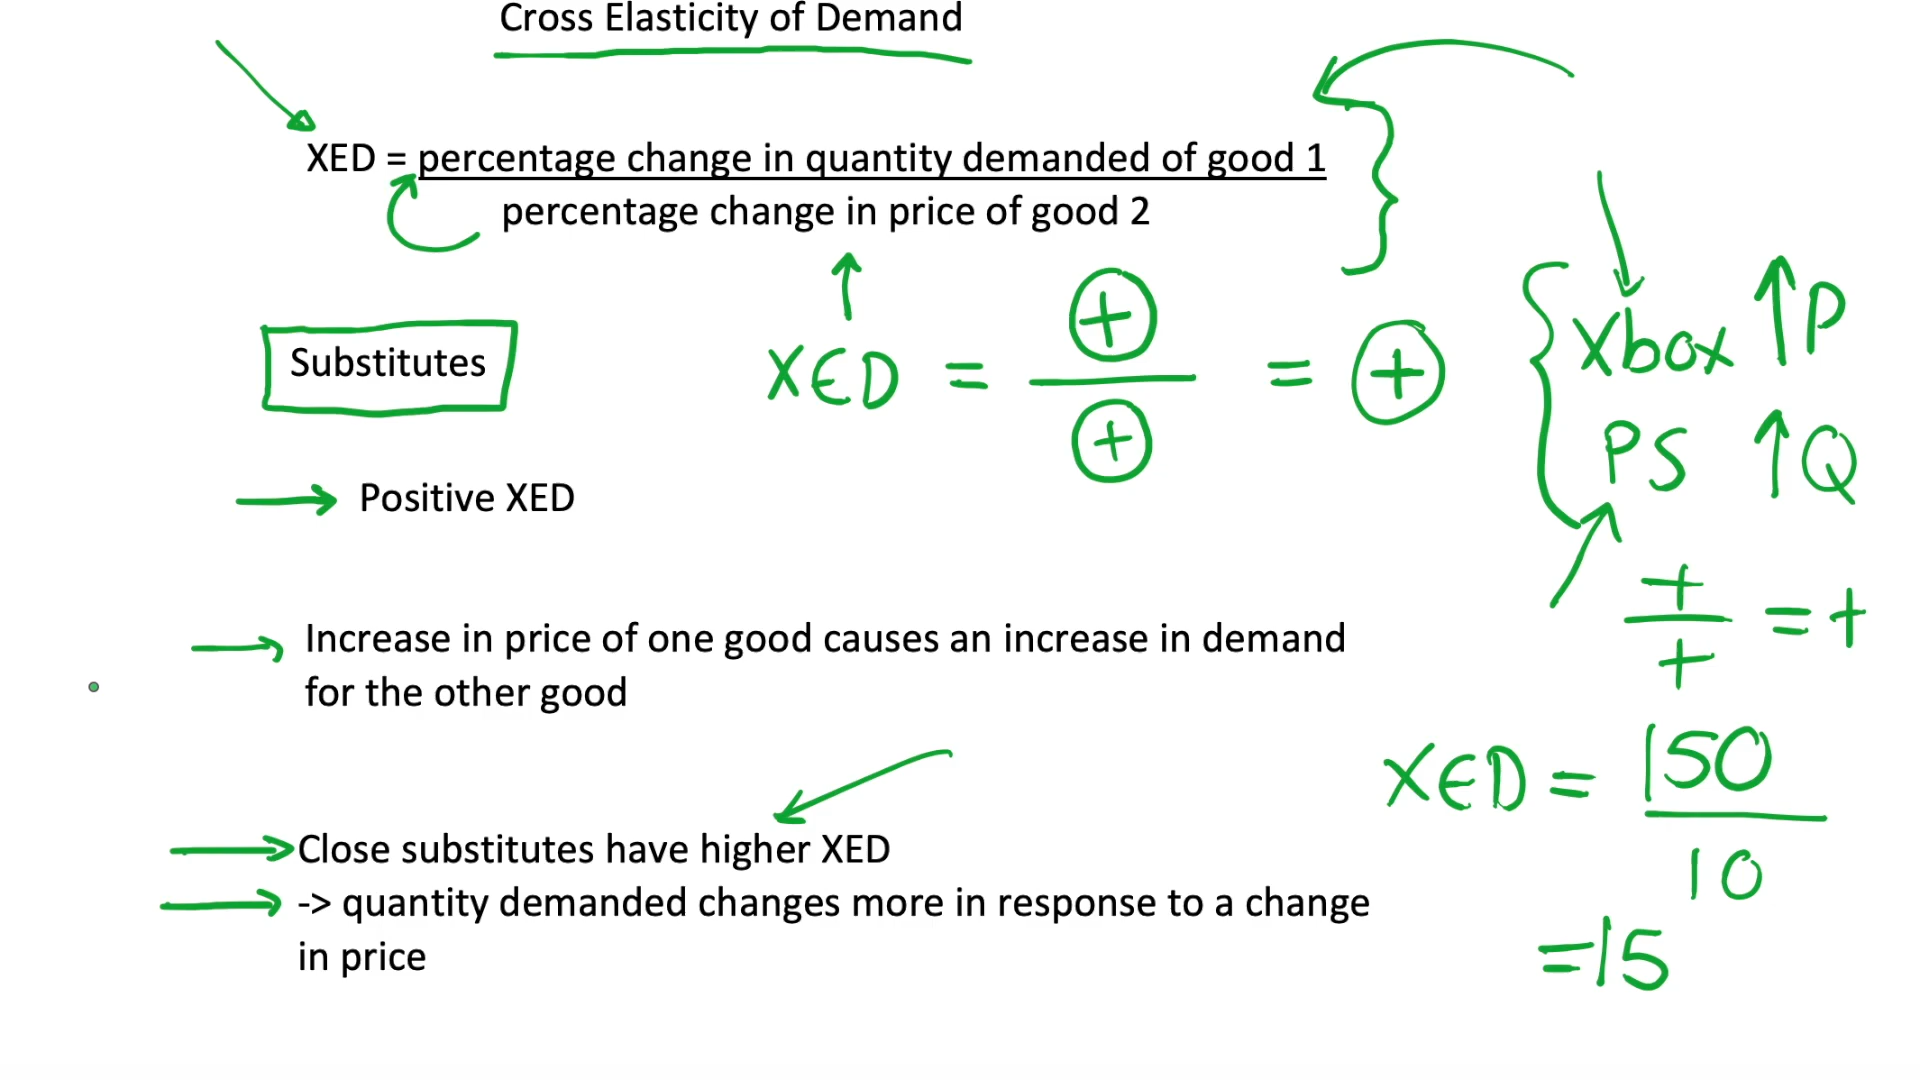 Cross Elasticity of Demand
XED = percentage change in quantity demanded of good 1
percentage change in price of good 2
Substitutes
XED = + / + = +
Xbox ↑P
PS ↑Q
Positive XED
+ / + = +
Increase in price of one good causes an increase in demand
for the other good
XED = 150
10
=15
Close substitutes have higher XED
-> quantity demanded changes more in response to a change
in price